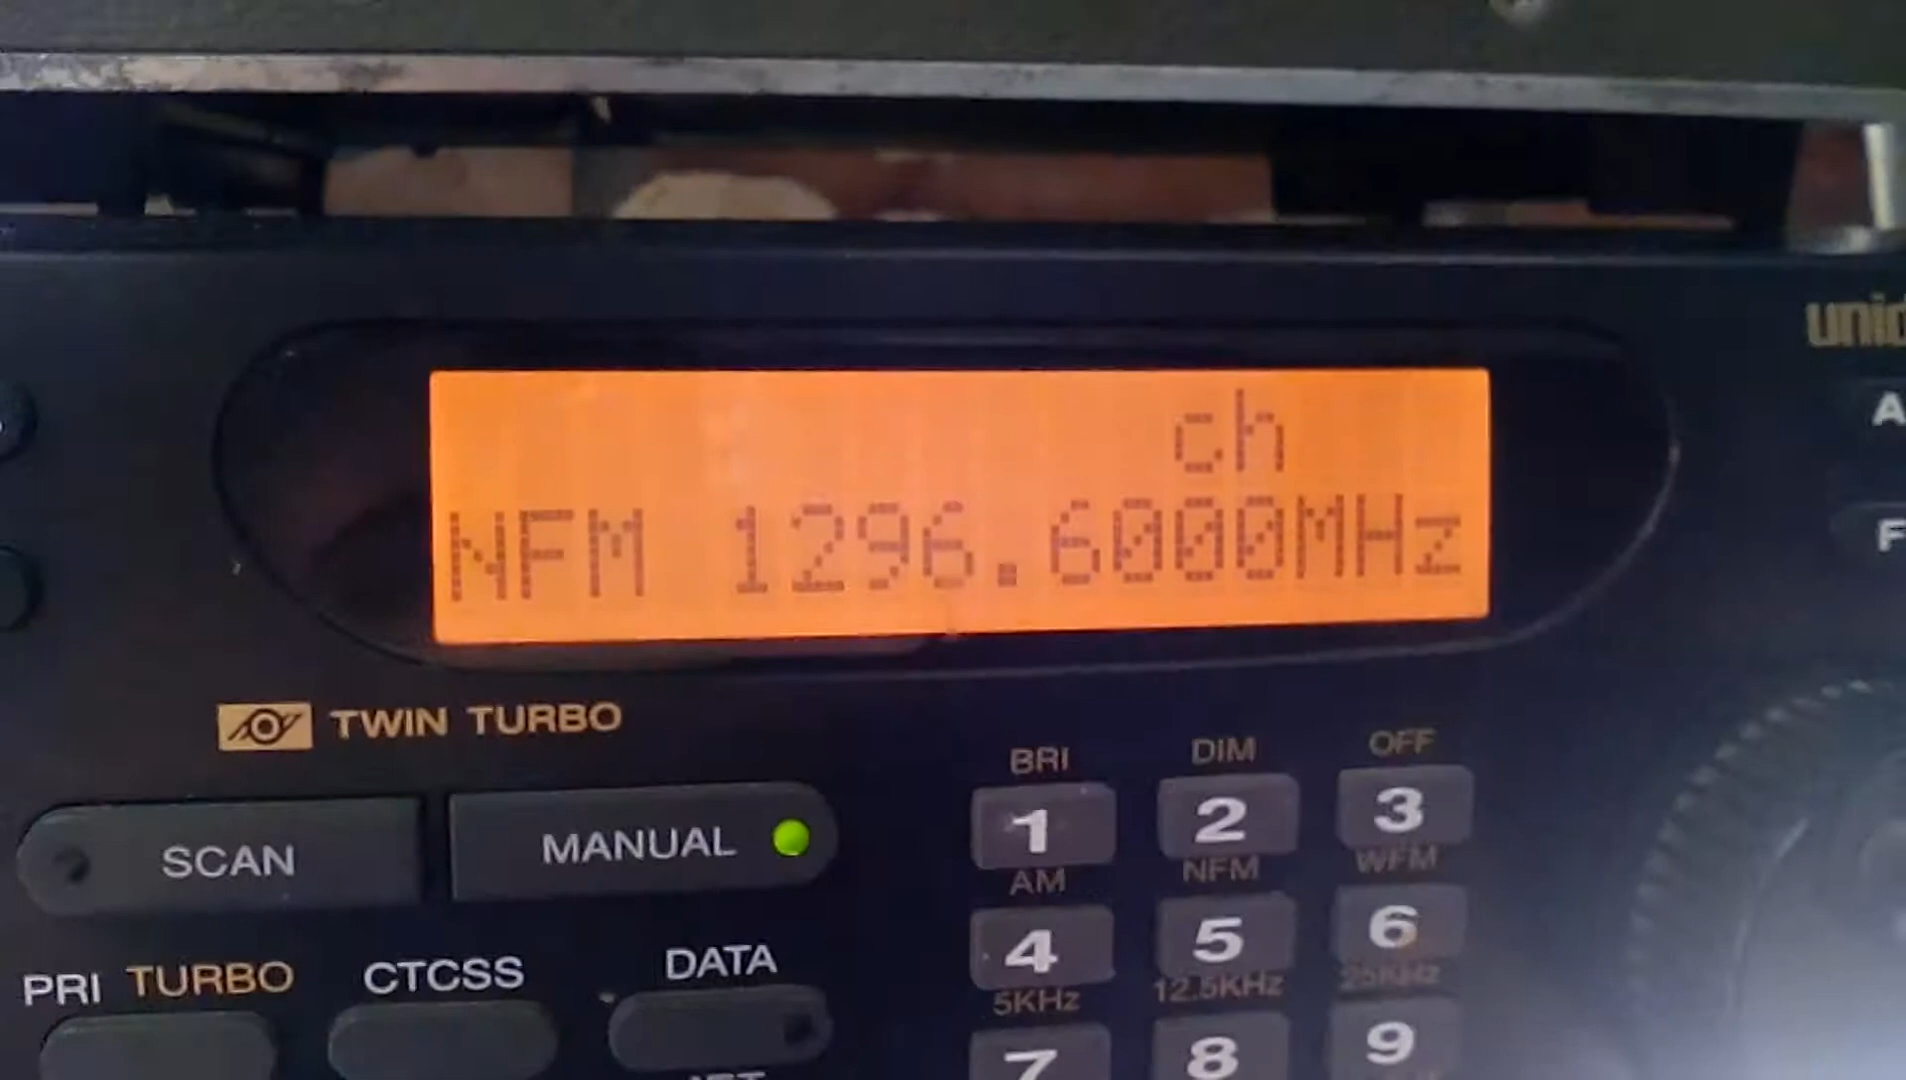 unid
ch
A
NFM 1296.6000MHz
F
TWIN TURBO
BRI DIM OFF
1 2 3
SCAN MANUAL
AM NFM WFM
4 5 6
PRI TURBO CTCSS DATA
5KHz 12.5KHz 25KHz
7 8 9